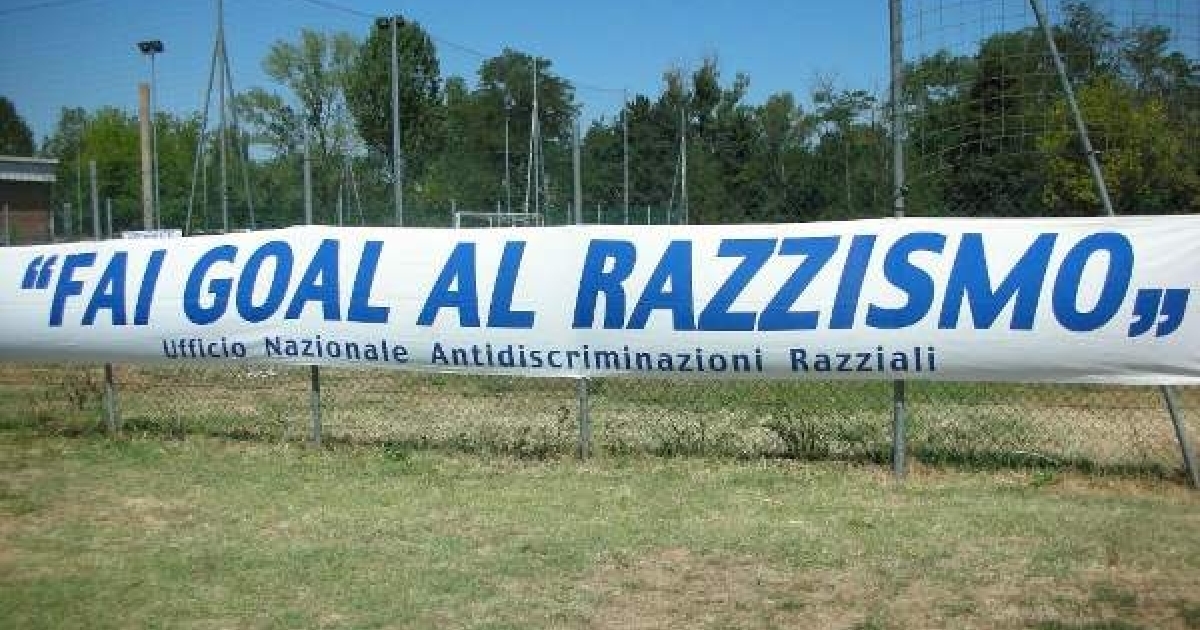 “FAI GOAL AL RAZZISMO„
Ufficio Nazionale Antidiscriminazioni Razziali